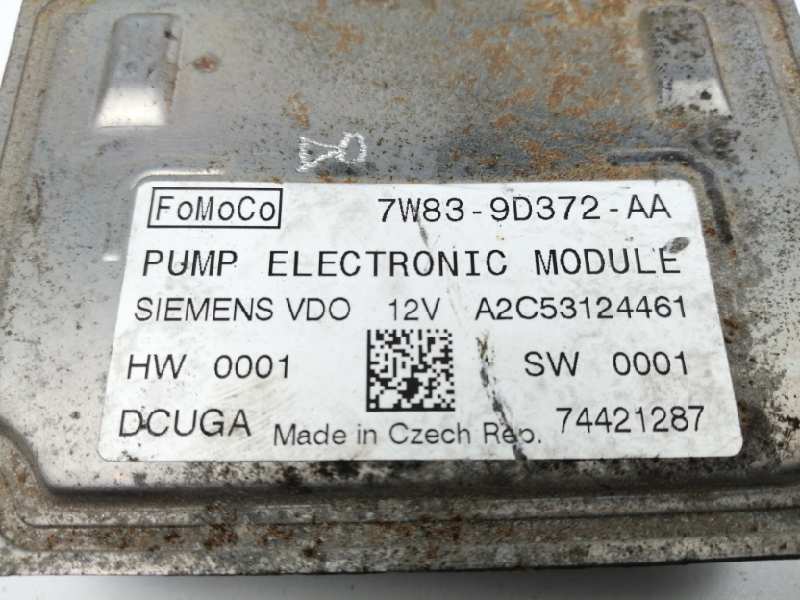 FoMoCo 7W83-9D372-AA
PUMP ELECTRONIC MODULE
SIEMENS VDO 12V A2C53124461
HW 0001 SW 0001
DCUGA Made in Czech Rep. 74421287